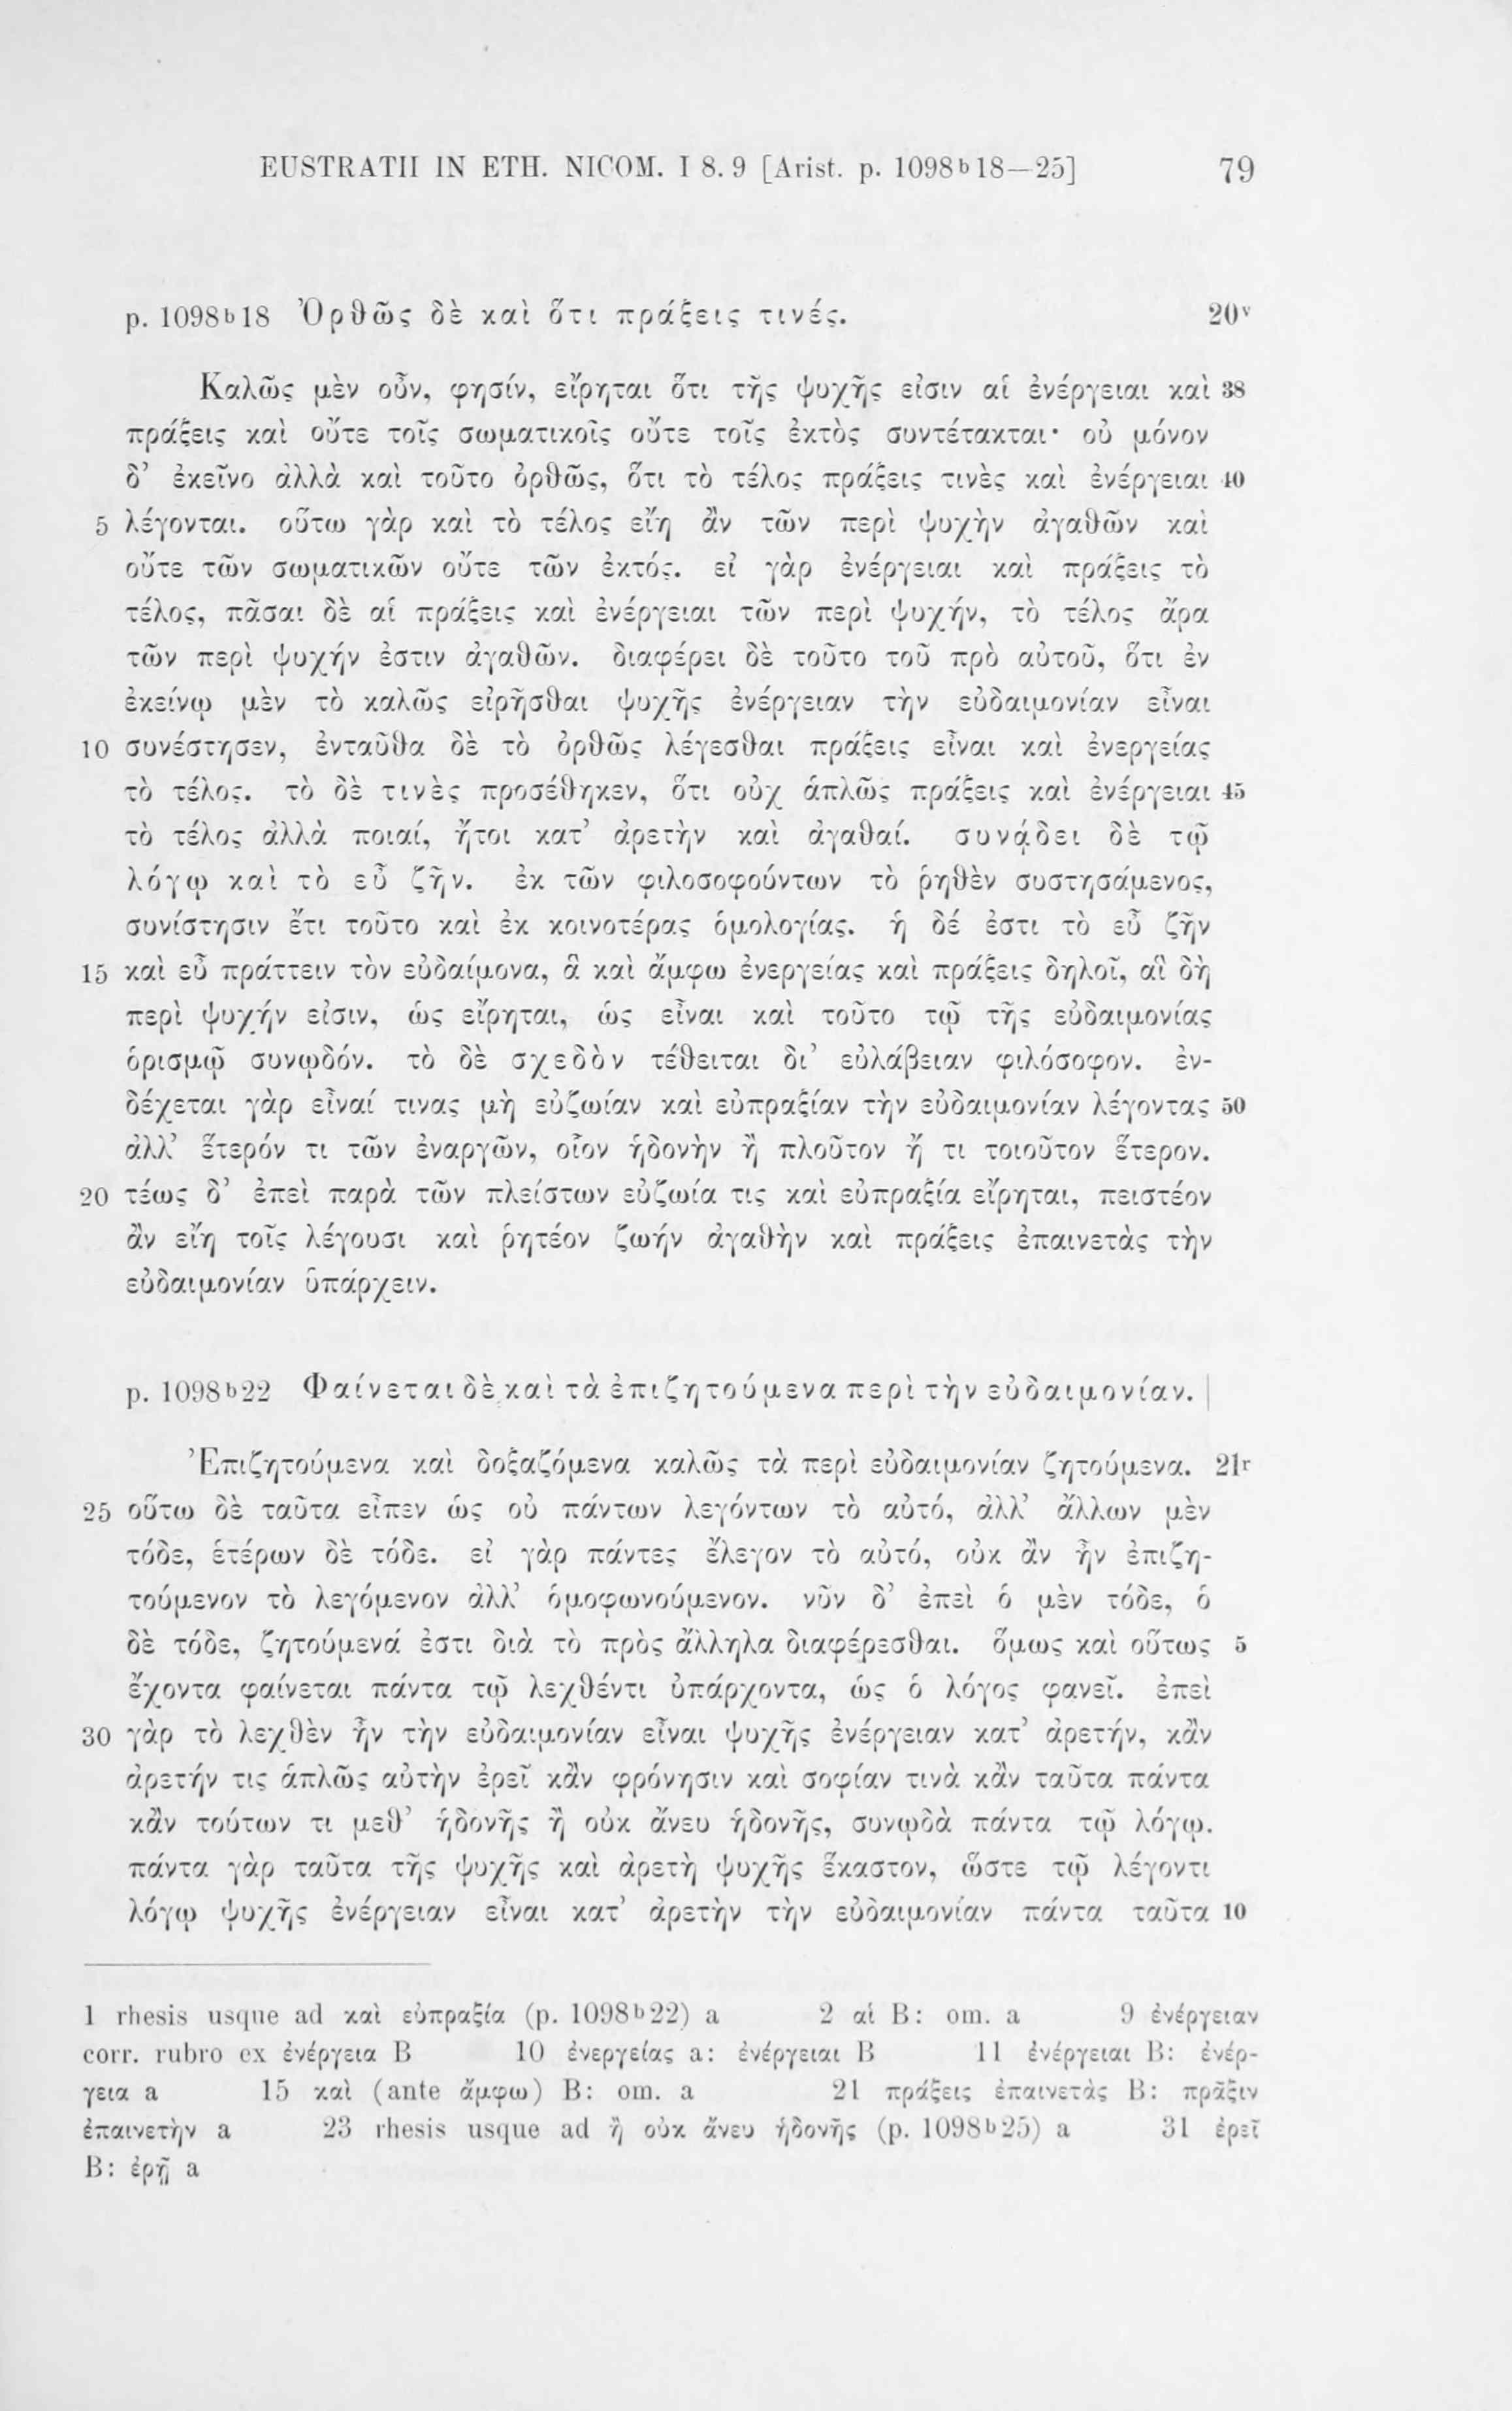 EUSTRATII IN ETH. NICOM. I 8. 9 [Arist. p. 1098b18—25] 79
p. 1098b18 Ὀρθῶς δὲ καὶ ὅτι πράξεις τινές. 20v
Καλῶς μὲν οὖν, φησίν, εἴρηται ὅτι τῆς ψυχῆς εἰσιν αἱ ἐνέργειαι καὶ 38
πράξεις καὶ οὔτε τοῖς σωματικοῖς οὔτε τοῖς ἐκτὸς συντέτακται· οὐ μόνον
δ’ ἐκεῖνο ἀλλὰ καὶ τοῦτο ὀρθῶς, ὅτι τὸ τέλος πράξεις τινὲς καὶ ἐνέργειαι 40
5 λέγονται. οὕτω γὰρ καὶ τὸ τέλος εἴη ἂν τῶν περὶ ψυχὴν ἀγαθῶν καὶ
οὔτε τῶν σωματικῶν οὔτε τῶν ἐκτός. εἰ γὰρ ἐνέργειαι καὶ πράξεις τὸ
τέλος, πᾶσαι δὲ αἱ πράξεις καὶ ἐνέργειαι τῶν περὶ ψυχήν, τὸ τέλος ἄρα
τῶν περὶ ψυχήν ἐστιν ἀγαθῶν. διαφέρει δὲ τοῦτο τοῦ πρὸ αὐτοῦ, ὅτι ἐν
ἐκείνῳ μὲν τὸ καλῶς εἰρῆσθαι ψυχῆς ἐνέργειαν τὴν εὐδαιμονίαν εἶναι
10 συνέστησεν, ἐνταῦθα δὲ τὸ ὀρθῶς λέγεσθαι πράξεις εἶναι καὶ ἐνεργείας
τὸ τέλος. τὸ δὲ τινὲς προσέθηκεν, ὅτι οὐχ ἁπλῶς πράξεις καὶ ἐνέργειαι 45
τὸ τέλος ἀλλὰ ποιαί, ἤτοι κατ’ ἀρετὴν καὶ ἀγαθαί. συνᾴδει δὲ τῷ
λόγῳ καὶ τὸ εὖ ζῆν. ἐκ τῶν φιλοσοφούντων τὸ ῥηθὲν συστησάμενος,
συνίστησιν ἔτι τοῦτο καὶ ἐκ κοινοτέρας ὁμολογίας. ἡ δέ ἐστι τὸ εὖ ζῆν
15 καὶ εὖ πράττειν τὸν εὐδαίμονα, ἃ καὶ ἄμφω ἐνεργείας καὶ πράξεις δηλοῖ, αἳ δὴ
περὶ ψυχήν εἰσιν, ὡς εἴρηται, ὡς εἶναι καὶ τοῦτο τῷ τῆς εὐδαιμονίας
ὁρισμῷ συνῳδόν. τὸ δὲ σχεδὸν τέθειται δι’ εὐλάβειαν φιλόσοφον. ἐν-
δέχεται γὰρ εἶναί τινας μὴ εὐζωίαν καὶ εὐπραξίαν τὴν εὐδαιμονίαν λέγοντας 50
ἀλλ’ ἕτερόν τι τῶν ἐναργῶν, οἷον ἡδονὴν ἢ πλοῦτον ἤ τι τοιοῦτον ἕτερον.
20 τέως δ’ ἐπεὶ παρὰ τῶν πλείστων εὐζωία τις καὶ εὐπραξία εἴρηται, πειστέον
ἂν εἴη τοῖς λέγουσι καὶ ῥητέον ζωήν ἀγαθὴν καὶ πράξεις ἐπαινετὰς τὴν
εὐδαιμονίαν ὑπάρχειν.
p. 1098b22 Φαίνεται δὲ καὶ τὰ ἐπιζητούμενα περὶ τὴν εὐδαιμονίαν. |
Ἐπιζητούμενα καὶ δοξαζόμενα καλῶς τὰ περὶ εὐδαιμονίαν ζητούμενα. 21r
25 οὕτω δὲ ταῦτα εἶπεν ὡς οὐ πάντων λεγόντων τὸ αὐτό, ἀλλ’ ἄλλων μὲν
τόδε, ἑτέρων δὲ τόδε. εἰ γὰρ πάντες ἔλεγον τὸ αὐτό, οὐκ ἂν ἦν ἐπιζη-
τούμενον τὸ λεγόμενον ἀλλ’ ὁμοφωνούμενον. νῦν δ’ ἐπεὶ ὁ μὲν τόδε, ὁ
δὲ τόδε, ζητούμενά ἐστι διὰ τὸ πρὸς ἄλληλα διαφέρεσθαι. ὅμως καὶ οὕτως 5
ἔχοντα φαίνεται πάντα τῷ λεχθέντι ὑπάρχοντα, ὡς ὁ λόγος φανεῖ. ἐπεὶ
30 γὰρ τὸ λεχθὲν ἦν τὴν εὐδαιμονίαν εἶναι ψυχῆς ἐνέργειαν κατ’ ἀρετήν, κἂν
ἀρετήν τις ἁπλῶς αὐτὴν ἐρεῖ κἂν φρόνησιν καὶ σοφίαν τινὰ κἂν ταῦτα πάντα
κἂν τούτων τι μεθ’ ἡδονῆς ἢ οὐκ ἄνευ ἡδονῆς, συνῳδὰ πάντα τῷ λόγῳ.
πάντα γὰρ ταῦτα τῆς ψυχῆς καὶ ἀρετὴ ψυχῆς ἕκαστον, ὥστε τῷ λέγοντι
λόγῳ ψυχῆς ἐνέργειαν εἶναι κατ’ ἀρετὴν τὴν εὐδαιμονίαν πάντα ταῦτα 10
1 rhesis usque ad καὶ εὐπραξία (p. 1098b22) a 2 αἱ B: om. a 9 ἐνέργειαν
corr. rubro ex ἐνέργεια B 10 ἐνεργείας a: ἐνέργειαι B 11 ἐνέργειαι B: ἐνέρ-
γεια a 15 καὶ (ante ἄμφω) B: om. a 21 πράξεις ἐπαινετὰς B: πρᾶξιν
ἐπαινετὴν a 23 rhesis usque ad ἢ οὐκ ἄνευ ἡδονῆς (p. 1098b25) a 31 ἐρεῖ
B: ἐρῇ a